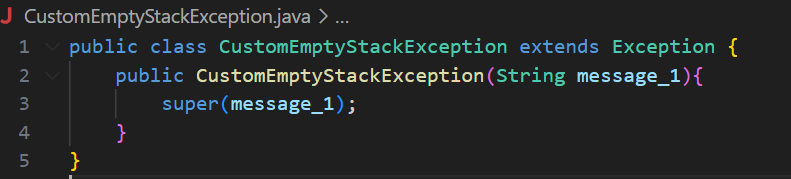 J CustomEmptyStackException.java > ...
1 public class CustomEmptyStackException extends Exception {
2     public CustomEmptyStackException(String message_1){
3         super(message_1);
4     }
5 }